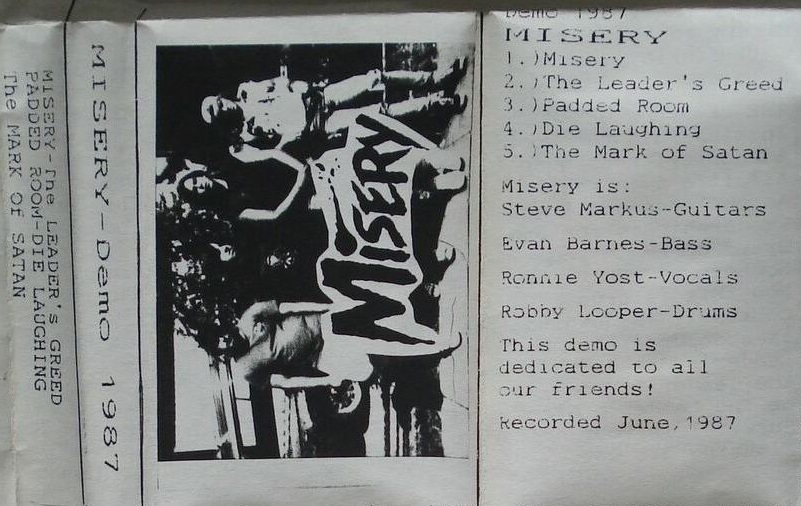 MISERY-The LEADER'S GREED
PADDED ROOM-DIE LAUGHING
The MARK OF SATAN
MISERY-Demo 1987
MiSERY
Demo 1987
MISERY
1.)Misery
2.)The Leader's Greed
3.)Padded Room
4.)Die Laughing
5.)The Mark of Satan
Misery is:
Steve Markus-Guitars
Evan Barnes-Bass
Ronnie Yost-Vocals
Robby Looper-Drums
This demo is
dedicated to all
our friends!
Recorded June,1987